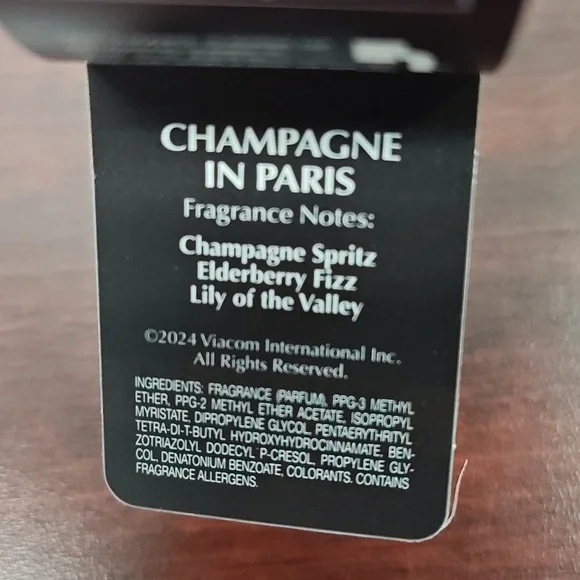 CHAMPAGNE
IN PARIS
Fragrance Notes:
Champagne Spritz
Elderberry Fizz
Lily of the Valley
©2024 Viacom International Inc.
All Rights Reserved.
INGREDIENTS: FRAGRANCE (PARFUM), PPG-3 METHYL
ETHER, PPG-2 METHYL ETHER ACETATE, ISOPROPYL
MYRISTATE, DIPROPYLENE GLYCOL, PENTAERYTHRITYL
TETRA-DI-T-BUTYL HYDROXYHYDROCINNAMATE, BEN-
ZOTRIAZOLYL DODECYL P-CRESOL, PROPYLENE GLY-
COL, DENATONIUM BENZOATE, COLORANTS. CONTAINS
FRAGRANCE ALLERGENS.